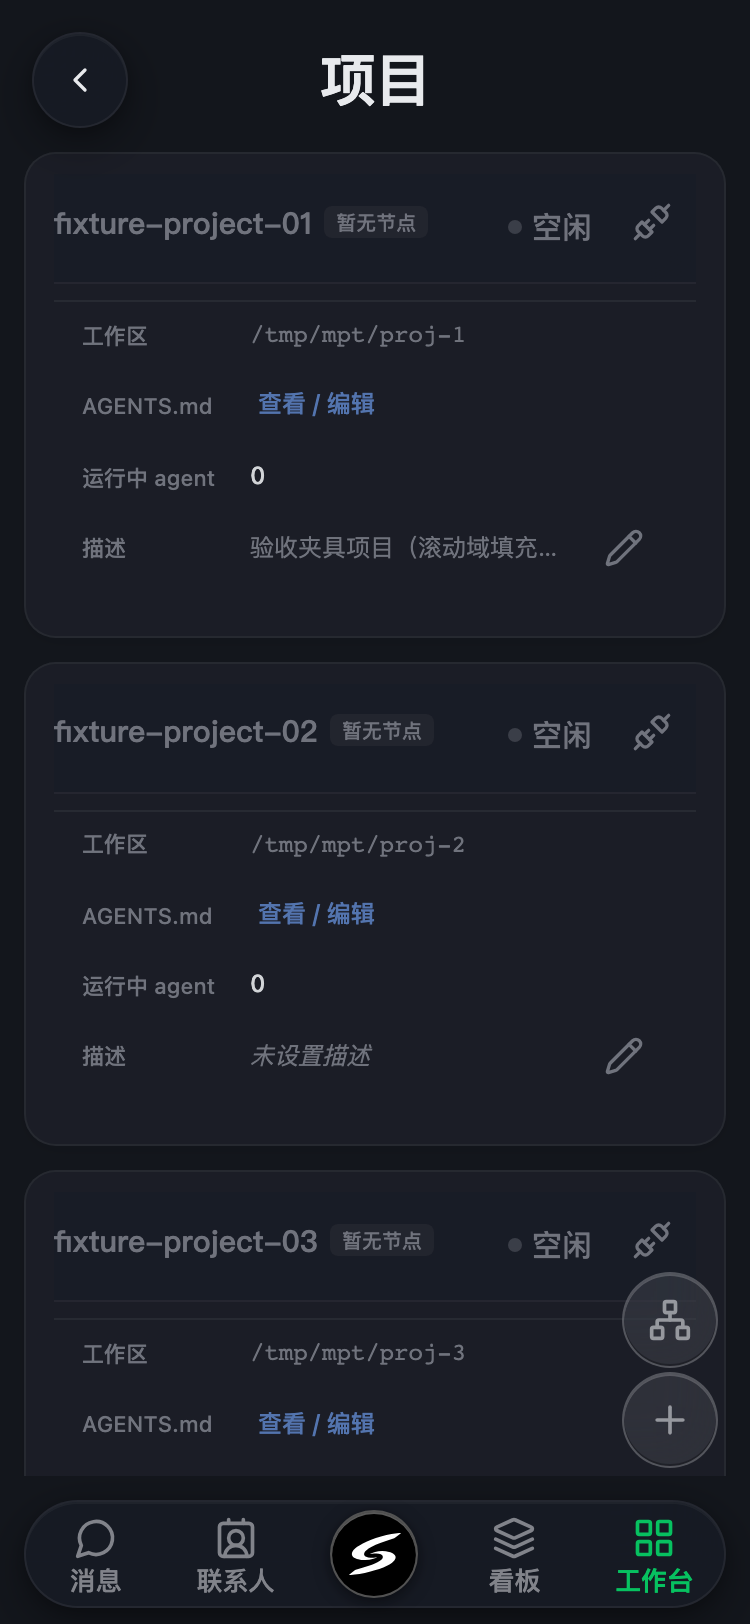 项目
fixture-project-01 暂无节点 空闲
工作区 /tmp/mpt/proj-1
AGENTS.md 查看 / 编辑
运行中 agent 0
描述 验收夹具项目（滚动域填充...
fixture-project-02 暂无节点 空闲
工作区 /tmp/mpt/proj-2
AGENTS.md 查看 / 编辑
运行中 agent 0
描述 未设置描述
fixture-project-03 暂无节点 空闲
工作区 /tmp/mpt/proj-3
AGENTS.md 查看 / 编辑
消息 联系人 看板 工作台